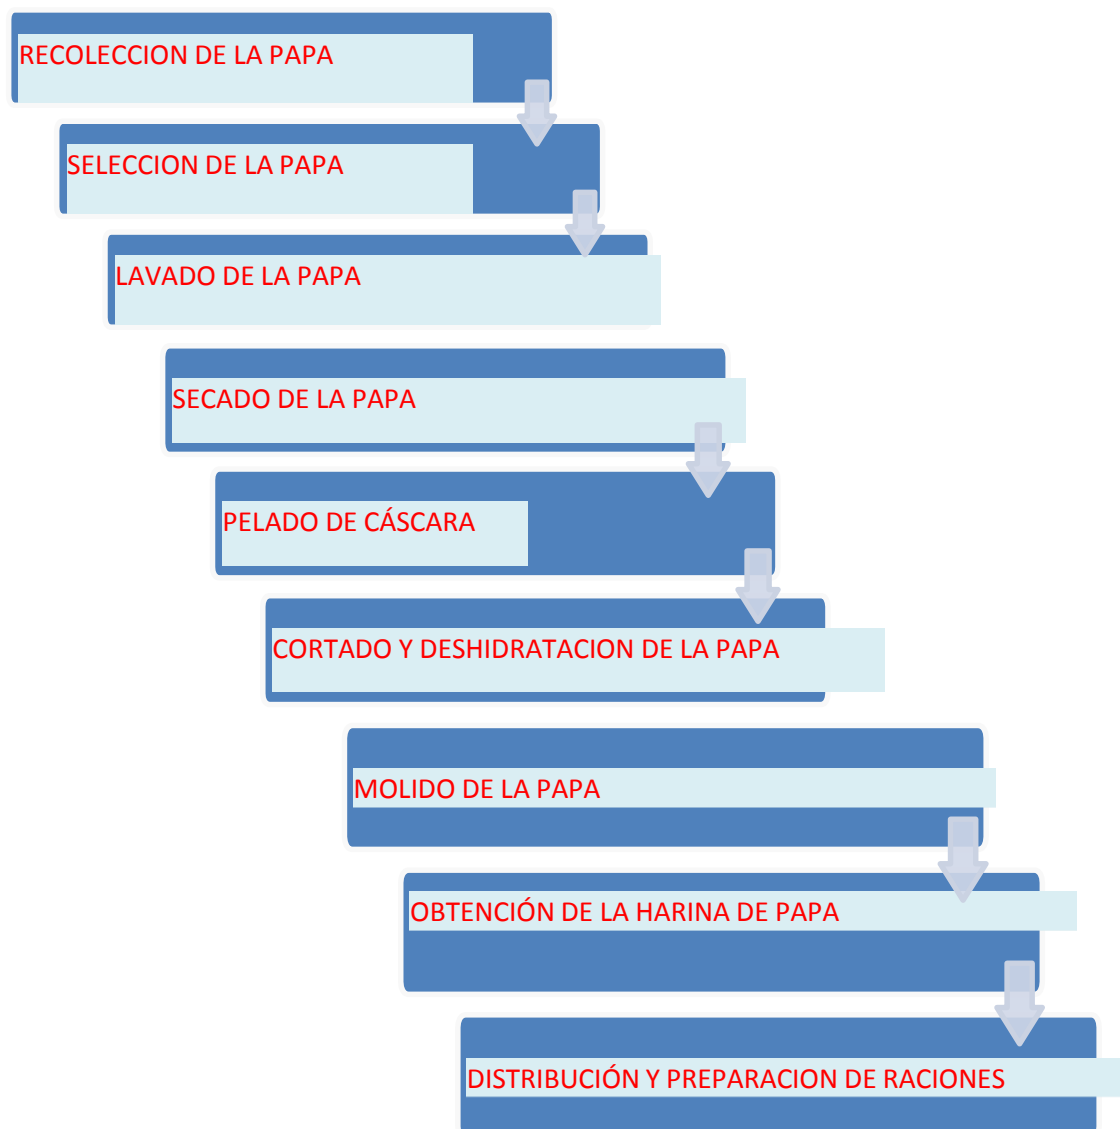 RECOLECCION DE LA PAPA
SELECCION DE LA PAPA
LAVADO DE LA PAPA
SECADO DE LA PAPA
PELADO DE CÁSCARA
CORTADO Y DESHIDRATACION DE LA PAPA
MOLIDO DE LA PAPA
OBTENCIÓN DE LA HARINA DE PAPA
DISTRIBUCIÓN Y PREPARACION DE RACIONES